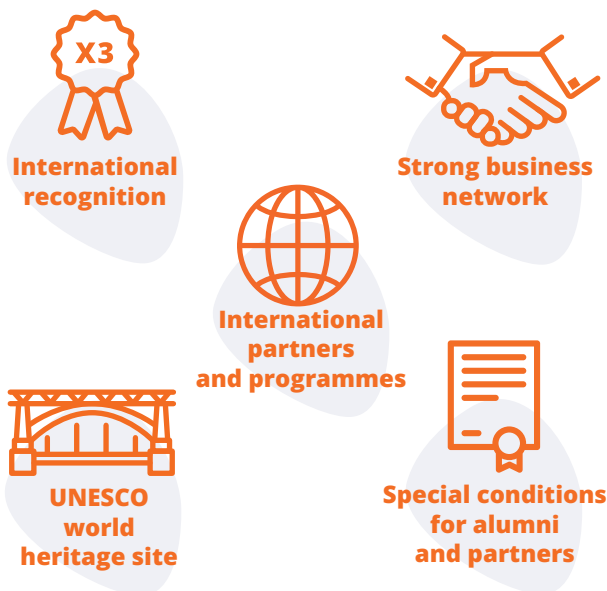 X3
International
recognition
Strong business
network
International
partners
and programmes
UNESCO
world
heritage site
Special conditions
for alumni
and partners